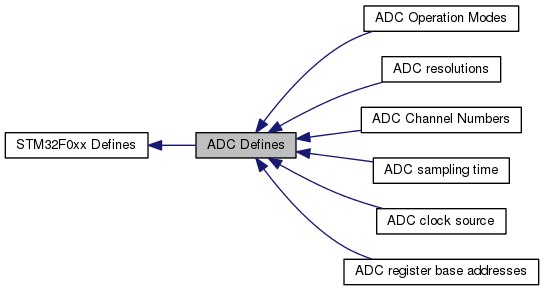 ADC Operation Modes
ADC resolutions
ADC Channel Numbers
STM32F0xx Defines
ADC Defines
ADC sampling time
ADC clock source
ADC register base addresses